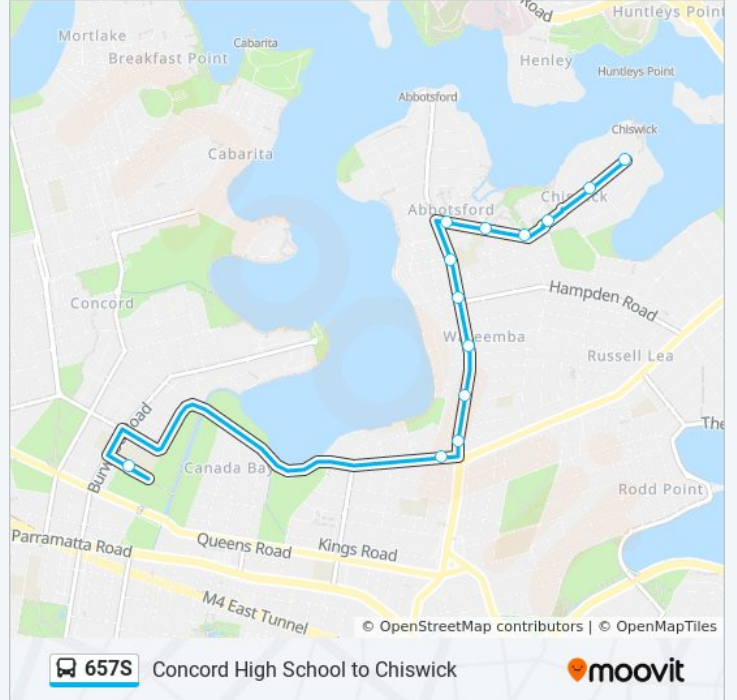 Road
Huntleys Point
Mortlake
Cabarita
Breakfast Point
Henley
Huntleys Point
Abbotsford
Chiswick
Cabarita
Chiswick
Abbotsford
Hampden Road
Concord
Wareemba
Russell Lea
The
Burwood Road
Canada Bay
Rodd Point
Parramatta Road
Queens Road
Kings Road
M4 East Tunnel
© OpenStreetMap contributors | © OpenMapTiles
657S Concord High School to Chiswick
moovit